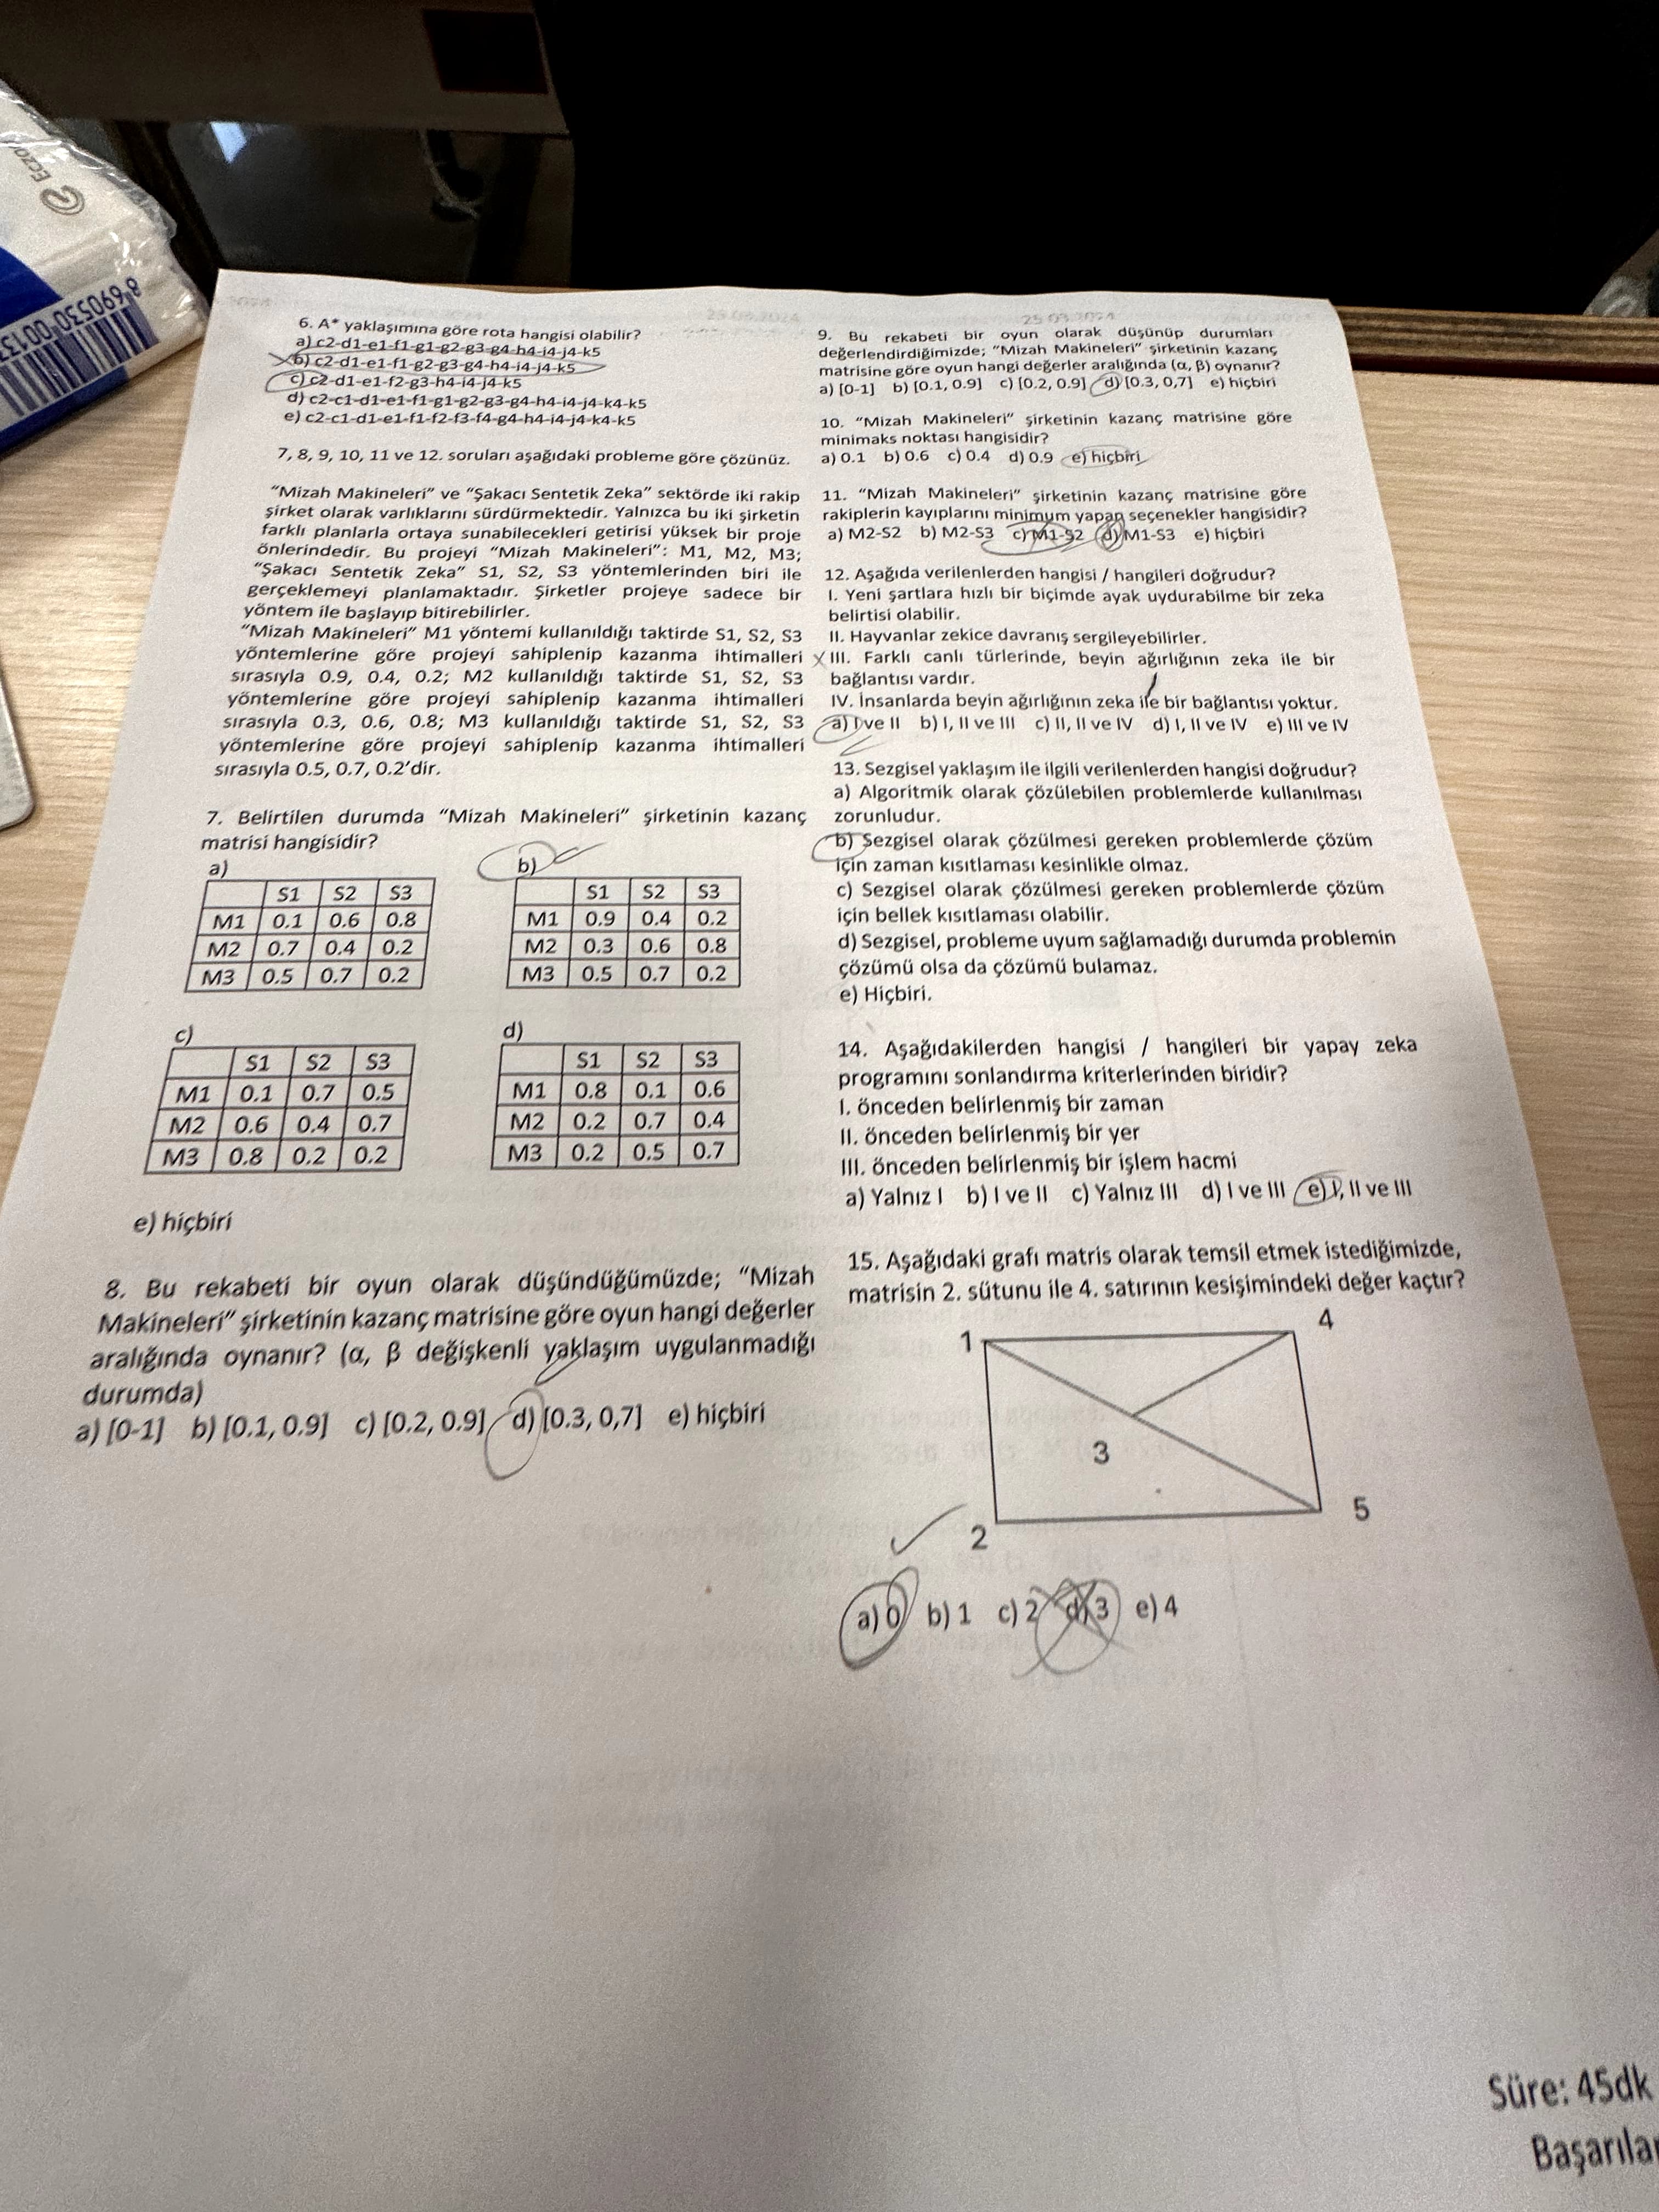 Eczo
8 690530 0013
6. A* yaklaşımına göre rota hangisi olabilir?
a) c2-d1-e1-f1-g1-g2-g3-g4-h4-i4-j4-k5
b) c2-d1-e1-f1-g2-g3-g4-h4-i4-j4-k5
c) c2-d1-e1-f2-g3-h4-i4-j4-k5
d) c2-c1-d1-e1-f1-g1-g2-g3-g4-h4-i4-j4-k4-k5
e) c2-c1-d1-e1-f1-f2-f3-f4-g4-h4-i4-j4-k4-k5
7, 8, 9, 10, 11 ve 12. soruları aşağıdaki probleme göre çözünüz.
"Mizah Makineleri" ve "Şakacı Sentetik Zeka" sektörde iki rakip
şirket olarak varlıklarını sürdürmektedir. Yalnızca bu iki şirketin
farklı planlarla ortaya sunabilecekleri getirisi yüksek bir proje
önlerindedir. Bu projeyi "Mizah Makineleri": M1, M2, M3;
"Şakacı Sentetik Zeka" S1, S2, S3 yöntemlerinden biri ile
gerçeklemeyi planlamaktadır. Şirketler projeye sadece bir
yöntem ile başlayıp bitirebilirler.
"Mizah Makineleri" M1 yöntemi kullanıldığı taktirde S1, S2, S3
yöntemlerine göre projeyi sahiplenip kazanma ihtimalleri
sırasıyla 0.9, 0.4, 0.2; M2 kullanıldığı taktirde S1, S2, S3
yöntemlerine göre projeyi sahiplenip kazanma ihtimalleri
sırasıyla 0.3, 0.6, 0.8; M3 kullanıldığı taktirde S1, S2, S3
yöntemlerine göre projeyi sahiplenip kazanma ihtimalleri
sırasıyla 0.5, 0.7, 0.2'dir.
7. Belirtilen durumda "Mizah Makineleri" şirketinin kazanç
matrisi hangisidir?
a)
S1 S2 S3
M1 0.1 0.6 0.8
M2 0.7 0.4 0.2
M3 0.5 0.7 0.2
b)
S1 S2 S3
M1 0.9 0.4 0.2
M2 0.3 0.6 0.8
M3 0.5 0.7 0.2
c)
S1 S2 S3
M1 0.1 0.7 0.5
M2 0.6 0.4 0.7
M3 0.8 0.2 0.2
d)
S1 S2 S3
M1 0.8 0.1 0.6
M2 0.2 0.7 0.4
M3 0.2 0.5 0.7
e) hiçbiri
8. Bu rekabeti bir oyun olarak düşündüğümüzde; "Mizah
Makineleri" şirketinin kazanç matrisine göre oyun hangi değerler
aralığında oynanır? (α, β değişkenli yaklaşım uygulanmadığı
durumda)
a) [0-1] b) [0.1, 0.9] c) [0.2, 0.9] d) [0.3, 0,7] e) hiçbiri
9. Bu rekabeti bir oyun olarak düşünüp durumları
değerlendirdiğimizde; "Mizah Makineleri" şirketinin kazanç
matrisine göre oyun hangi değerler aralığında (α, β) oynanır?
a) [0-1] b) [0.1, 0.9] c) [0.2, 0.9] d) [0.3, 0,7] e) hiçbiri
10. "Mizah Makineleri" şirketinin kazanç matrisine göre
minimaks noktası hangisidir?
a) 0.1 b) 0.6 c) 0.4 d) 0.9 e) hiçbiri
11. "Mizah Makineleri" şirketinin kazanç matrisine göre
rakiplerin kayıplarını minimum yapan seçenekler hangisidir?
a) M2-S2 b) M2-S3 c) M1-S2 d) M1-S3 e) hiçbiri
12. Aşağıda verilenlerden hangisi / hangileri doğrudur?
I. Yeni şartlara hızlı bir biçimde ayak uydurabilme bir zeka
belirtisi olabilir.
II. Hayvanlar zekice davranış sergileyebilirler.
III. Farklı canlı türlerinde, beyin ağırlığının zeka ile bir
bağlantısı vardır.
IV. İnsanlarda beyin ağırlığının zeka ile bir bağlantısı yoktur.
a) I ve II b) I, II ve III c) II, II ve IV d) I, II ve IV e) III ve IV
13. Sezgisel yaklaşım ile ilgili verilenlerden hangisi doğrudur?
a) Algoritmik olarak çözülebilen problemlerde kullanılması
zorunludur.
b) Sezgisel olarak çözülmesi gereken problemlerde çözüm
için zaman kısıtlaması kesinlikle olmaz.
c) Sezgisel olarak çözülmesi gereken problemlerde çözüm
için bellek kısıtlaması olabilir.
d) Sezgisel, probleme uyum sağlamadığı durumda problemin
çözümü olsa da çözümü bulamaz.
e) Hiçbiri.
14. Aşağıdakilerden hangisi / hangileri bir yapay zeka
programını sonlandırma kriterlerinden biridir?
I. önceden belirlenmiş bir zaman
II. önceden belirlenmiş bir yer
III. önceden belirlenmiş bir işlem hacmi
a) Yalnız I b) I ve II c) Yalnız III d) I ve III e) I, II ve III
15. Aşağıdaki grafı matris olarak temsil etmek istediğimizde,
matrisin 2. sütunu ile 4. satırının kesişimindeki değer kaçtır?
1
4
3
2
5
a) 0 b) 1 c) 2 d) 3 e) 4
Süre: 45dk
Başarılar